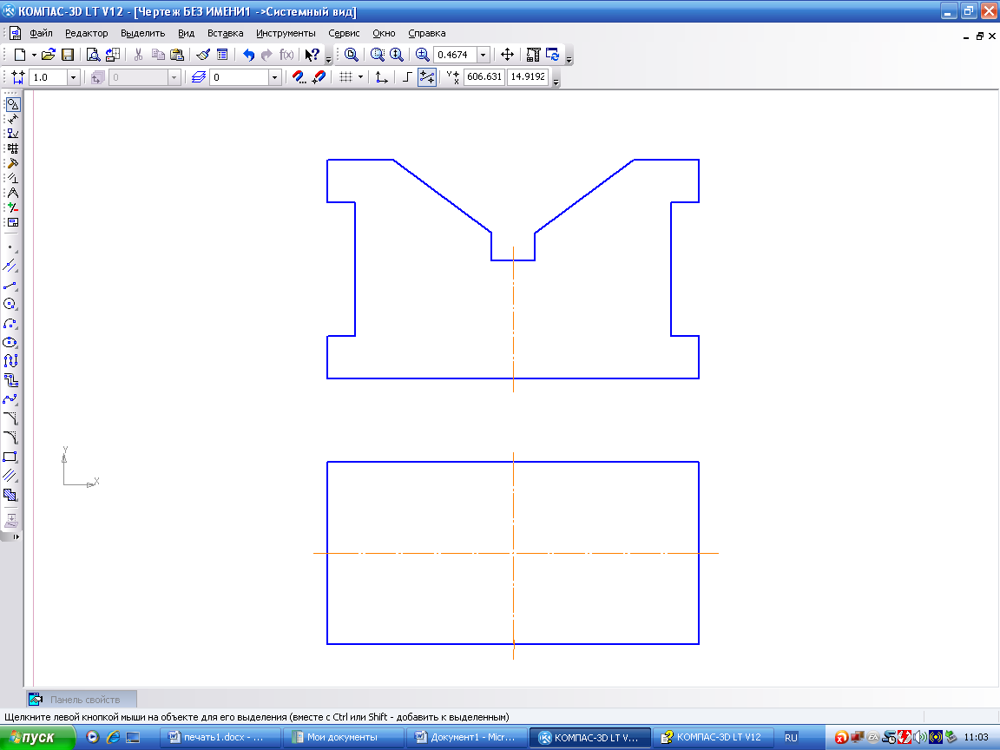 КОМПАС-3D LT V12 - [Чертеж БЕЗ ИМЕНИ1 ->Системный вид]
Файл Редактор Выделить Вид Вставка Инструменты Сервис Окно Справка
f(x) 0.4674
1.0 0 0 606.631 14.9192
Y
X
Панель свойств
Щелкните левой кнопкой мыши на объекте для его выделения (вместе с Ctrl или Shift - добавить к выделенным)
пуск печать1.docx - ... Мои документы Документ1 - Micr... КОМПАС-3D LT V... КОМПАС-3D LT V12 RU 11:03